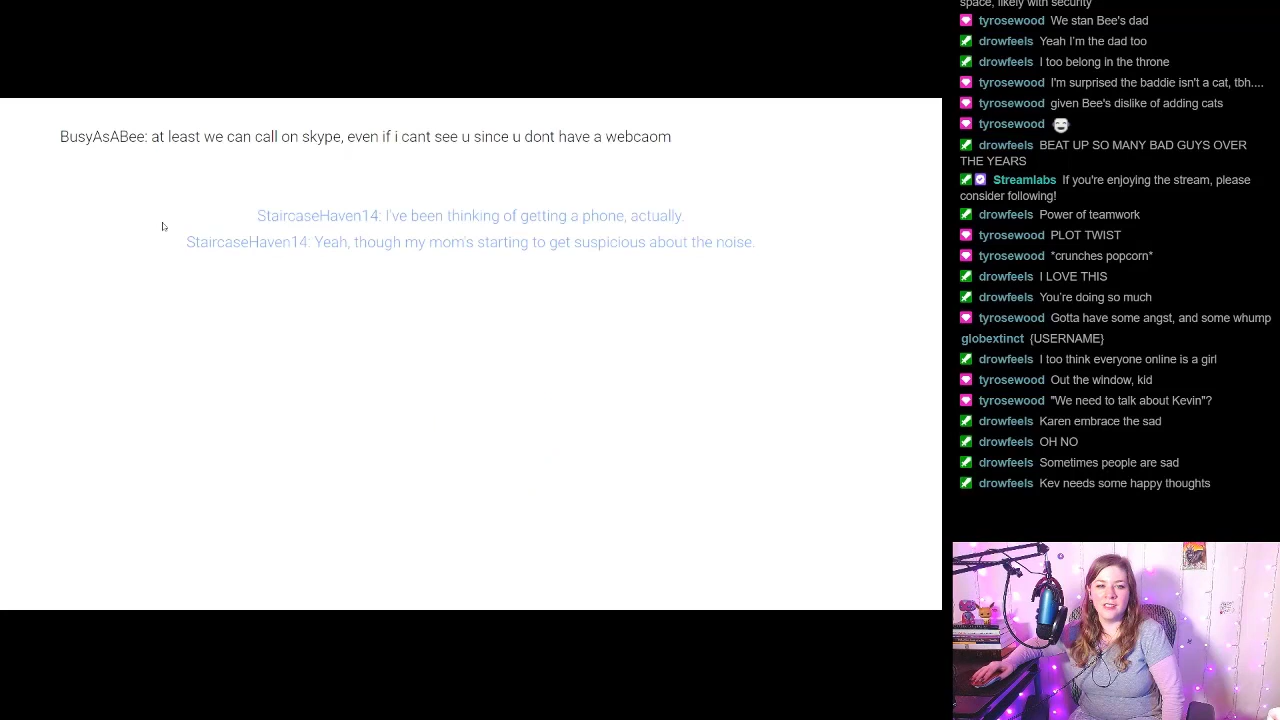 BusyAsABee: at least we can call on skype, even if i cant see u since u dont have a webcaom
StaircaseHaven14: I've been thinking of getting a phone, actually.
StaircaseHaven14: Yeah, though my mom's starting to get suspicious about the noise.
space, likely with security
tyrosewood We stan Bee's dad
drowfeels Yeah I'm the dad too
drowfeels I too belong in the throne
tyrosewood I'm surprised the baddie isn't a cat, tbh....
tyrosewood given Bee's dislike of adding cats
tyrosewood
drowfeels BEAT UP SO MANY BAD GUYS OVER
THE YEARS
Streamlabs If you're enjoying the stream, please
consider following!
drowfeels Power of teamwork
tyrosewood PLOT TWIST
tyrosewood *crunches popcorn*
drowfeels I LOVE THIS
drowfeels You're doing so much
tyrosewood Gotta have some angst, and some whump
globextinct {USERNAME}
drowfeels I too think everyone online is a girl
tyrosewood Out the window, kid
tyrosewood "We need to talk about Kevin"?
drowfeels Karen embrace the sad
drowfeels OH NO
drowfeels Sometimes people are sad
drowfeels Kev needs some happy thoughts